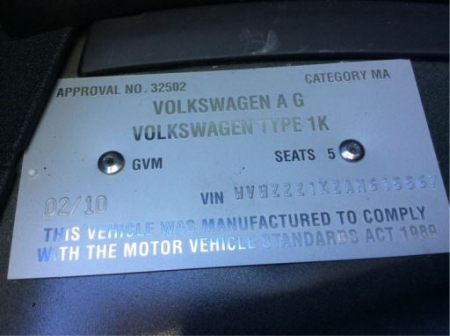 APPROVAL NO. 32502 CATEGORY MA
VOLKSWAGEN A G
VOLKSWAGEN TYPE 1K
GVM SEATS 5
02/10 VIN
THIS VEHICLE WAS MANUFACTURED TO COMPLY
WITH THE MOTOR VEHICLE STANDARDS ACT 1989